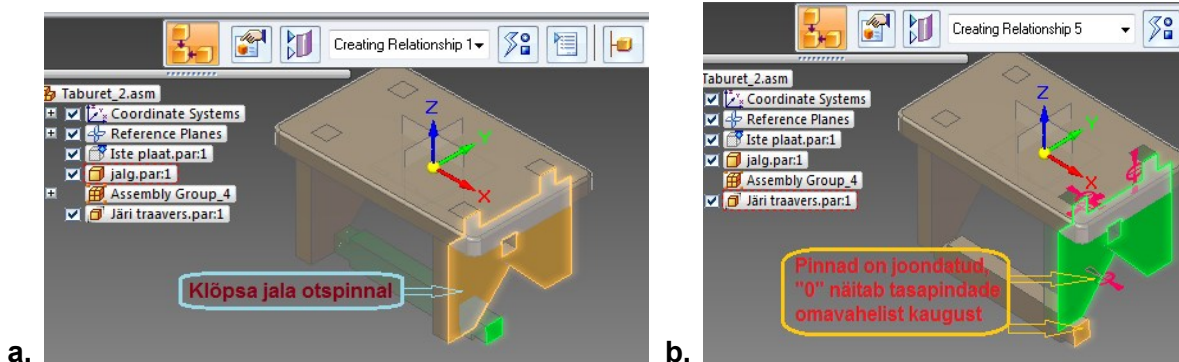 Creating Relationship 1
Taburet_2.asm
Coordinate Systems
Reference Planes
Iste plaat.par:1
jalg.par:1
Assembly Group_4
Järi traavers.par:1
Z
Y
X
Klõpsa jala otspinnal
a.
Creating Relationship 5
Taburet_2.asm
Coordinate Systems
Reference Planes
Iste plaat.par:1
jalg.par:1
Assembly Group_4
Järi traavers.par:1
Z
Y
X
Pinnad on joondatud,
"0" näitab tasapindade
omavahelist kaugust
b.